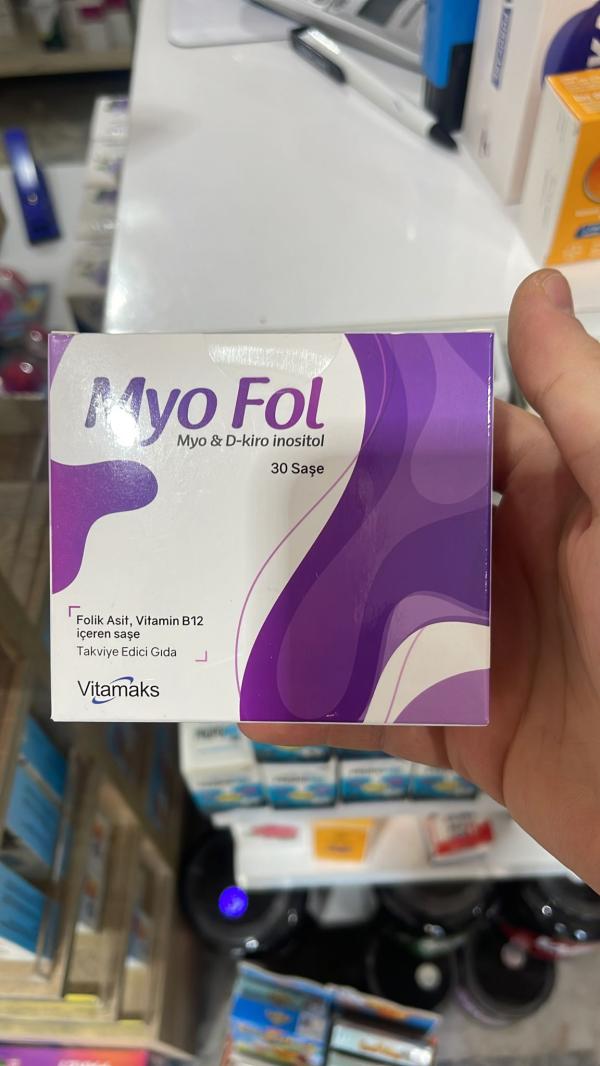 Myo Fol
Myo & D-kiro inositol
30 Saşe
Folik Asit, Vitamin B12
içeren saşe
Takviye Edici Gıda
Vitamaks